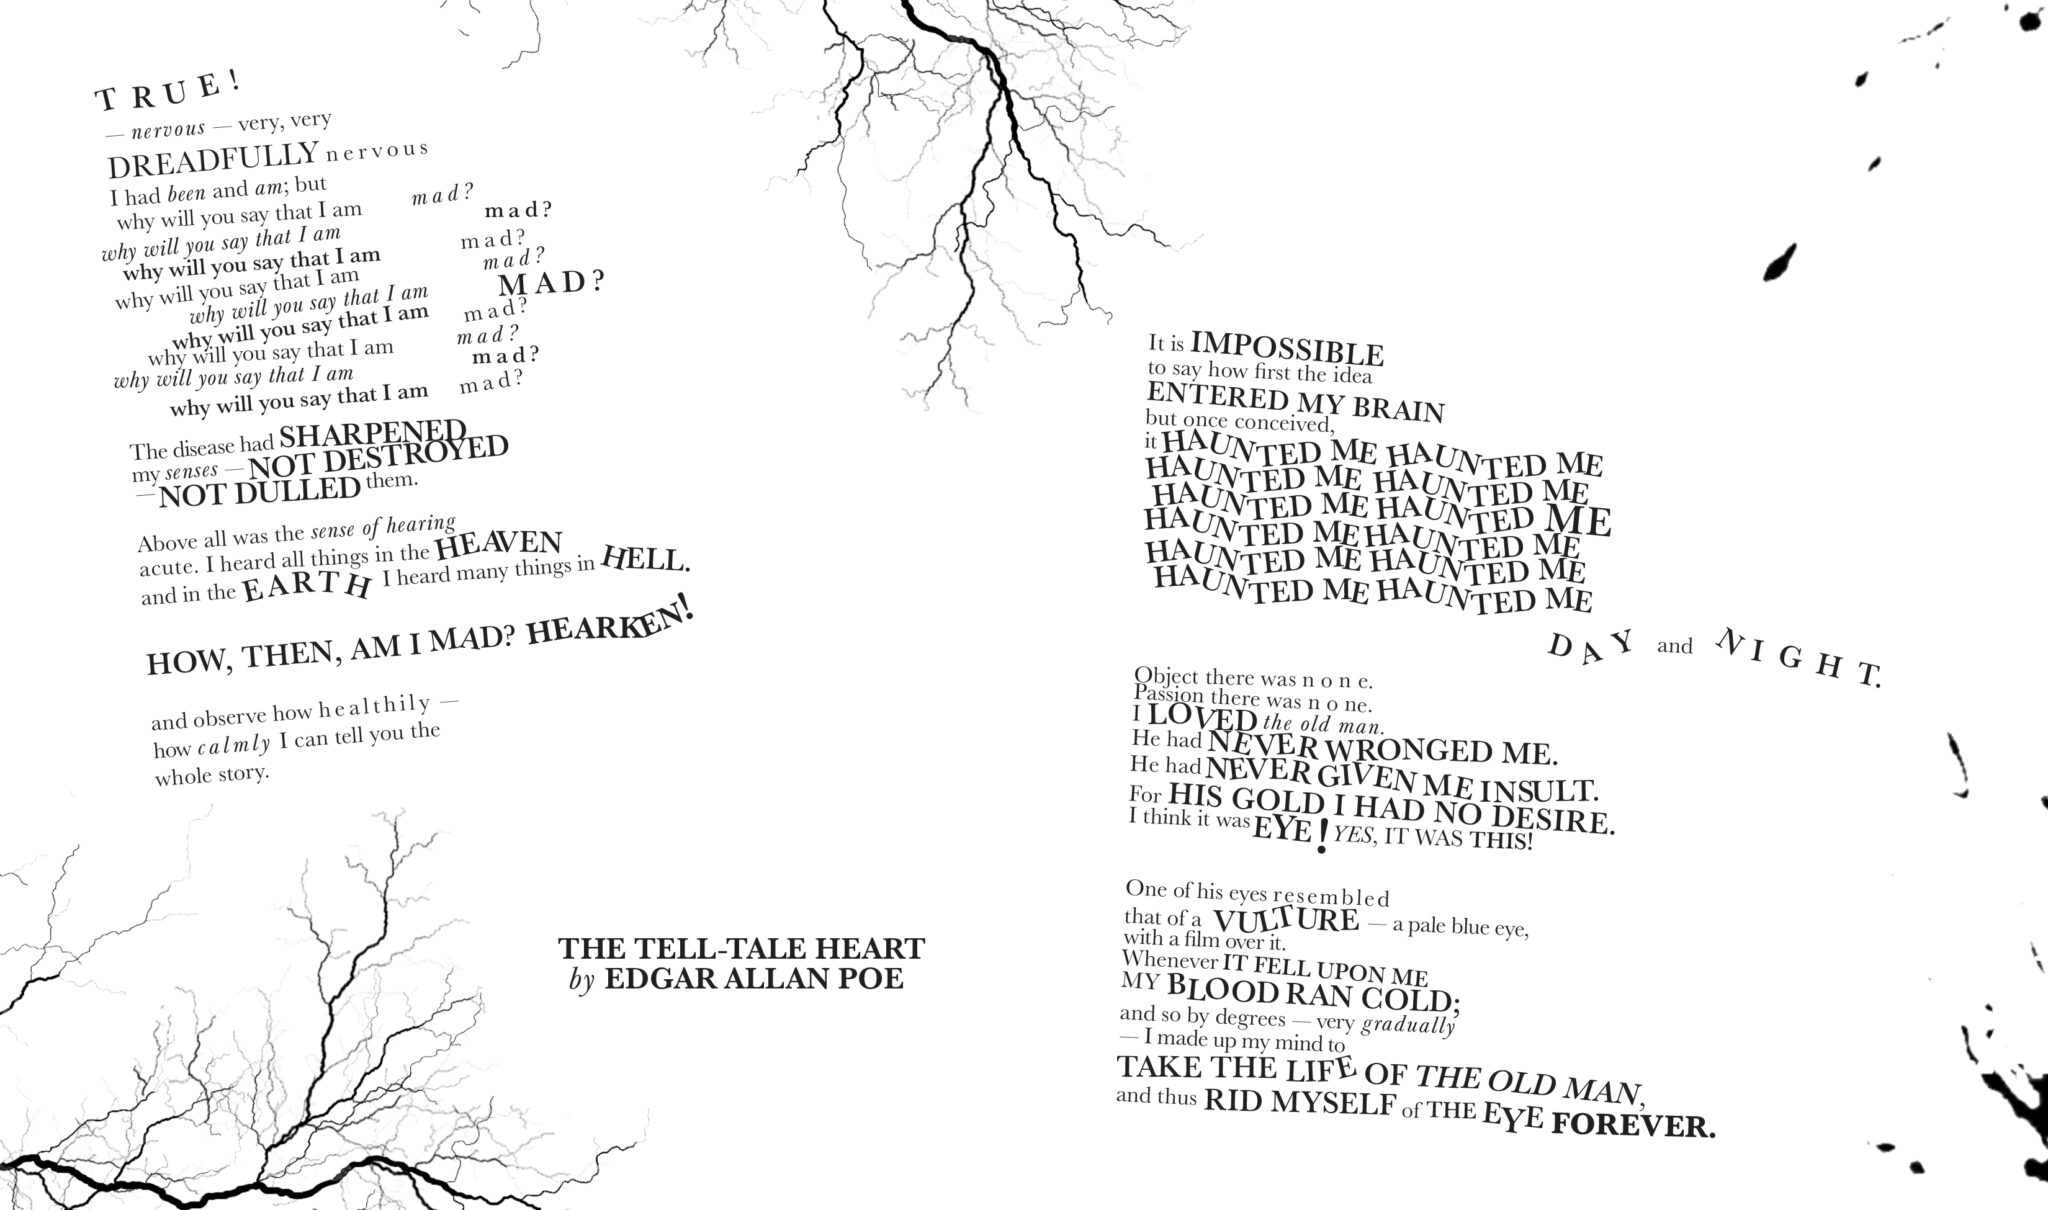 TRUE!
— nervous — very, very
DREADFULLY nervous
I had been and am; but
why will you say that I am mad?
why will you say that I am mad?
why will you say that I am mad?
why will you say that I am mad?
why will you say that I am MAD?
why will you say that I am mad?
why will you say that I am mad?
why will you say that I am mad?
why will you say that I am mad?
The disease had SHARPENED
my senses — NOT DESTROYED
— NOT DULLED them.
Above all was the sense of hearing
acute. I heard all things in the HEAVEN
and in the EARTH I heard many things in HELL.
HOW, THEN, AM I MAD? HEARKEN!
and observe how healthily —
how calmly I can tell you the
whole story.
THE TELL-TALE HEART
by EDGAR ALLAN POE
It is IMPOSSIBLE
to say how first the idea
ENTERED MY BRAIN
but once conceived,
it HAUNTED ME HAUNTED ME
HAUNTED ME HAUNTED ME
HAUNTED ME HAUNTED ME
HAUNTED ME HAUNTED ME
HAUNTED ME HAUNTED ME
HAUNTED ME HAUNTED ME
DAY and NIGHT.
Object there was none.
Passion there was none.
I LOVED the old man.
He had NEVER WRONGED ME.
He had NEVER GIVEN ME INSULT.
For HIS GOLD I HAD NO DESIRE.
I think it was EYE! YES, IT WAS THIS!
One of his eyes resembled
that of a VULTURE — a pale blue eye,
with a film over it.
Whenever IT FELL UPON ME
MY BLOOD RAN COLD;
and so by degrees — very gradually
— I made up my mind to
TAKE THE LIFE OF THE OLD MAN,
and thus RID MYSELF of THE EYE FOREVER.